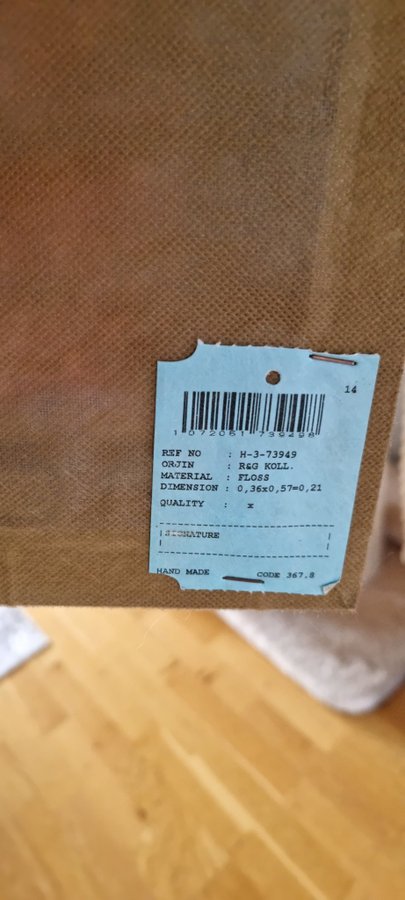 14
1 072051 739498
REF NO : H-3-73949
ORJIN : R&G KOLL.
MATERIAL : FLOSS
DIMENSION : 0,36x0,57=0,21
QUALITY : x
SIGNATURE
HAND MADE CODE 367.8